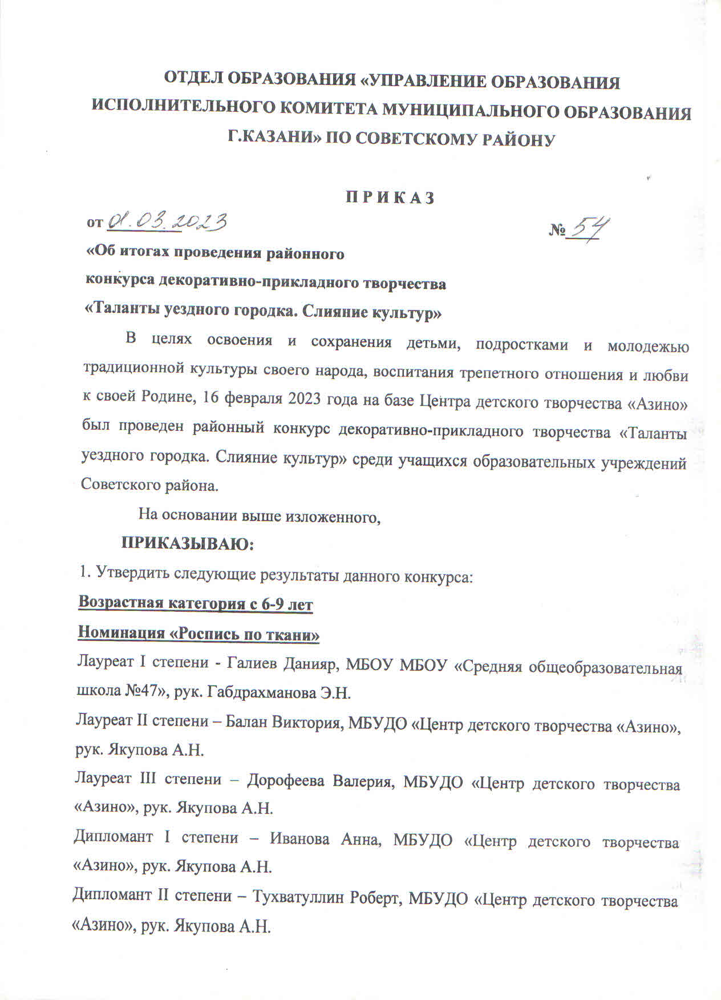 ОТДЕЛ ОБРАЗОВАНИЯ «УПРАВЛЕНИЕ ОБРАЗОВАНИЯ
ИСПОЛНИТЕЛЬНОГО КОМИТЕТА МУНИЦИПАЛЬНОГО ОБРАЗОВАНИЯ
Г.КАЗАНИ» ПО СОВЕТСКОМУ РАЙОНУ
П Р И К А З
от 01.03.2023 № 54
«Об итогах проведения районного
конкурса декоративно-прикладного творчества
«Таланты уездного городка. Слияние культур»
В целях освоения и сохранения детьми, подростками и молодежью
традиционной культуры своего народа, воспитания трепетного отношения и любви
к своей Родине, 16 февраля 2023 года на базе Центра детского творчества «Азино»
был проведен районный конкурс декоративно-прикладного творчества «Таланты
уездного городка. Слияние культур» среди учащихся образовательных учреждений
Советского района.
На основании выше изложенного,
ПРИКАЗЫВАЮ:
1. Утвердить следующие результаты данного конкурса:
Возрастная категория с 6-9 лет
Номинация «Роспись по ткани»
Лауреат I степени - Галиев Данияр, МБОУ МБОУ «Средняя общеобразовательная
школа №47», рук. Габдрахманова Э.Н.
Лауреат II степени – Балан Виктория, МБУДО «Центр детского творчества «Азино»,
рук. Якупова А.Н.
Лауреат III степени – Дорофеева Валерия, МБУДО «Центр детского творчества
«Азино», рук. Якупова А.Н.
Дипломант I степени – Иванова Анна, МБУДО «Центр детского творчества
«Азино», рук. Якупова А.Н.
Дипломант II степени – Тухватуллин Роберт, МБУДО «Центр детского творчества
«Азино», рук. Якупова А.Н.